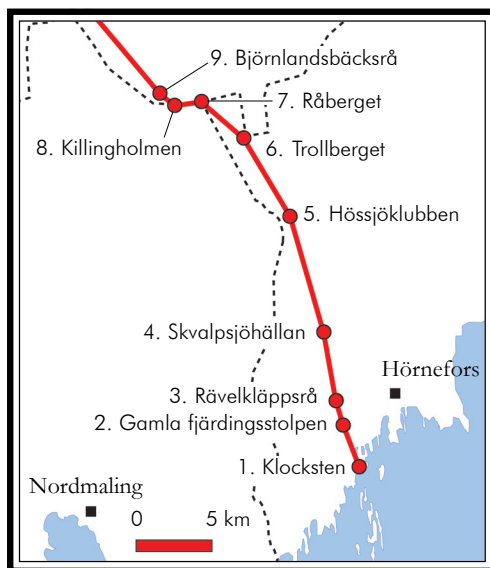 9. Björnlandsbäcksrå
7. Råberget
8. Killingholmen
6. Trollberget
5. Hössjöklubben
4. Skvalpsjöhällan
Hörnefors
3. Rävelkläppsrå
2. Gamla fjärdingsstolpen
1. Klocksten
Nordmaling
0 5 km